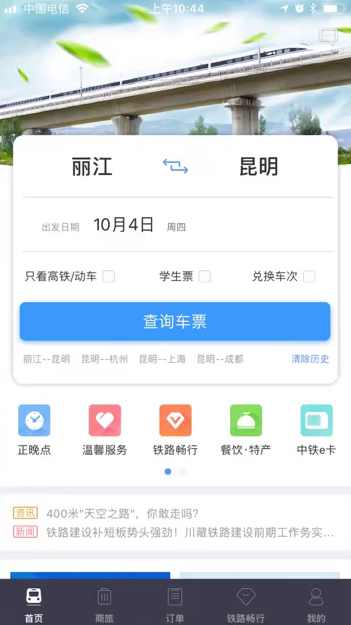 中国电信 上午10:44
丽江 昆明
出发日期 10月4日 周四
只看高铁/动车 学生票 兑换车次
查询车票
丽江--昆明 昆明--杭州 昆明--上海 昆明--成都 清除历史
正晚点 温馨服务 铁路畅行 餐饮·特产 中铁e卡
资讯 400米"天空之路"，你敢走吗？
新闻 铁路建设补短板势头强劲！川藏铁路建设前期工作务实...
首页 商旅 订单 铁路畅行 我的